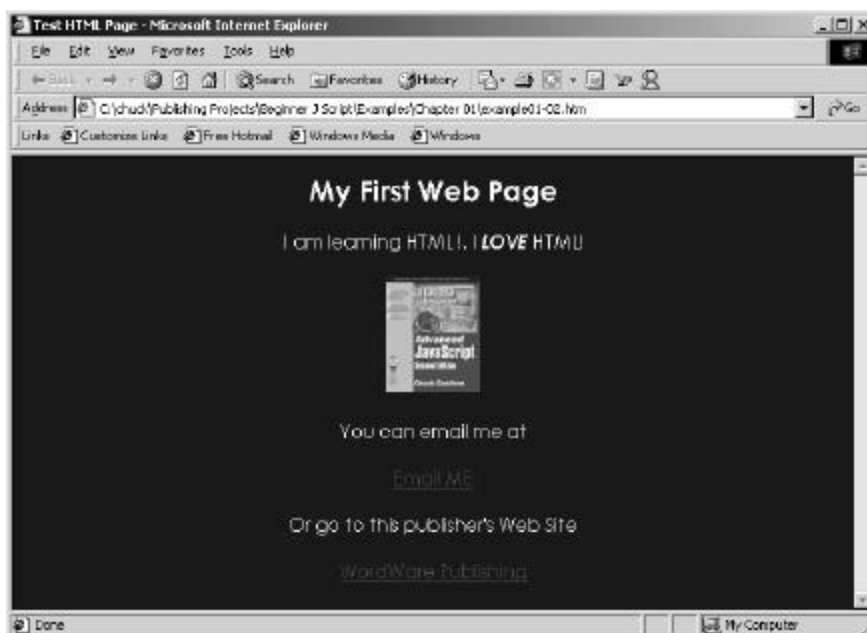 Test HTML Page - Microsoft Internet Explorer
File Edit View Favorites Tools Help
Back Search Favorites History
Address C:\chuck\Publishing Projects\Beginner J Script\Examples\Chapter 01\example01-02.htm Go
Links Customize Links Free Hotmail Windows Media Windows
My First Web Page
I am learning HTML!. I LOVE HTML!
Advanced
JavaScript
You can email me at
Email ME
Or go to this publisher's Web Site
WordWare Publishing
Done My Computer